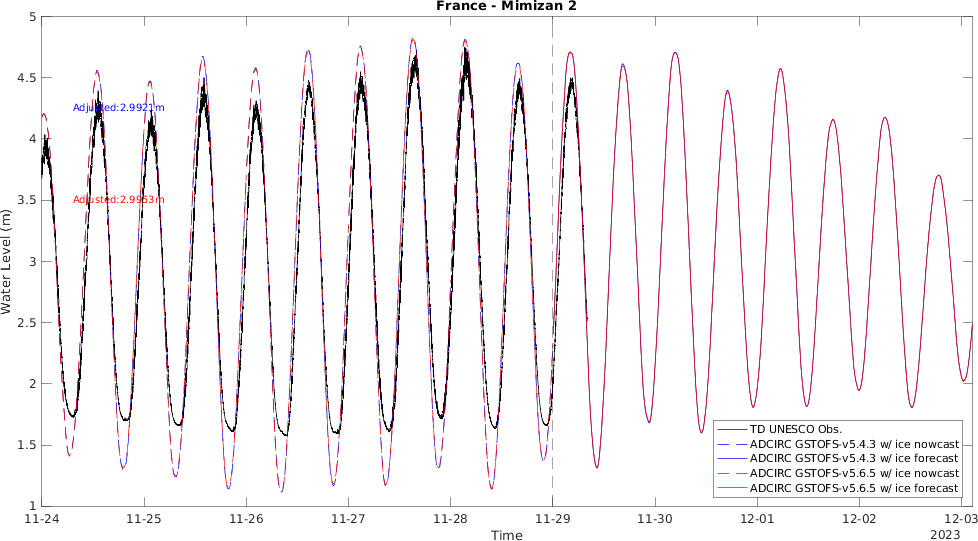 France - Mimizan 2
5
4.5
4
3.5
3
2.5
2
1.5
1
Water Level (m)
Adjusted:2.9921m
Adjusted:2.9953m
TD UNESCO Obs.
ADCIRC GSTOFS-v5.4.3 w/ ice nowcast
ADCIRC GSTOFS-v5.4.3 w/ ice forecast
ADCIRC GSTOFS-v5.6.5 w/ ice nowcast
ADCIRC GSTOFS-v5.6.5 w/ ice forecast
11-24 11-25 11-26 11-27 11-28 11-29 11-30 12-01 12-02 12-03
Time
2023